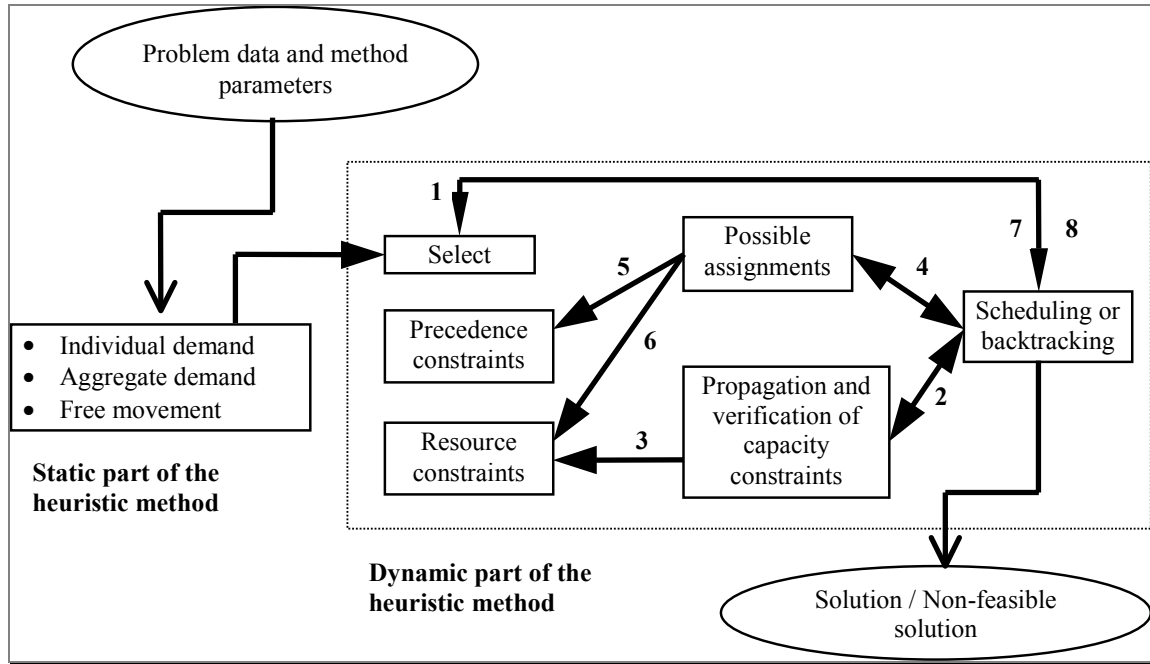 Problem data and method
parameters
1
Select
Possible
assignments
7
8
5
4
Scheduling or
backtracking
Precedence
constraints
6
• Individual demand
• Aggregate demand
• Free movement
Propagation and
verification of
capacity
constraints
2
Resource
constraints
3
Static part of the
heuristic method
Dynamic part of the
heuristic method
Solution / Non-feasible
solution